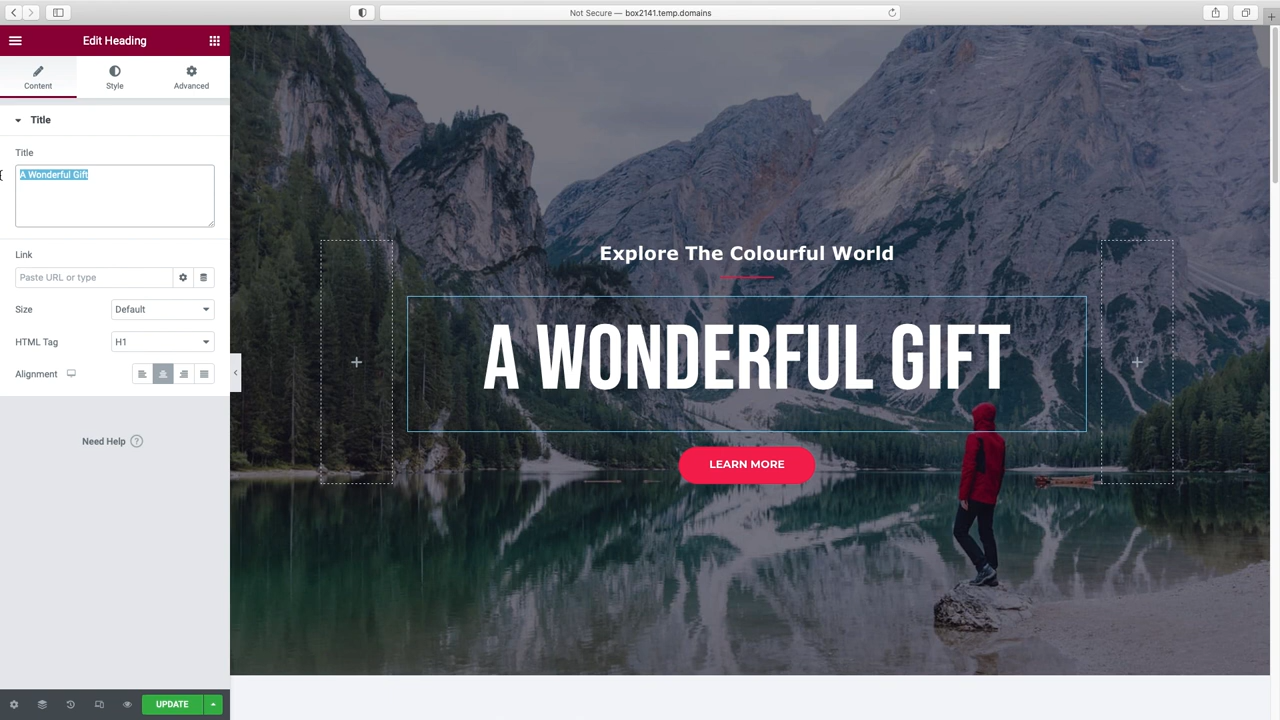 Not Secure — box2141.temp.domains
Edit Heading
Content
Style
Advanced
Title
Title
A Wonderful Gift
Link
Paste URL or type
Size
Default
HTML Tag
H1
Alignment
Need Help ?
UPDATE
Explore The Colourful World
A WONDERFUL GIFT
LEARN MORE